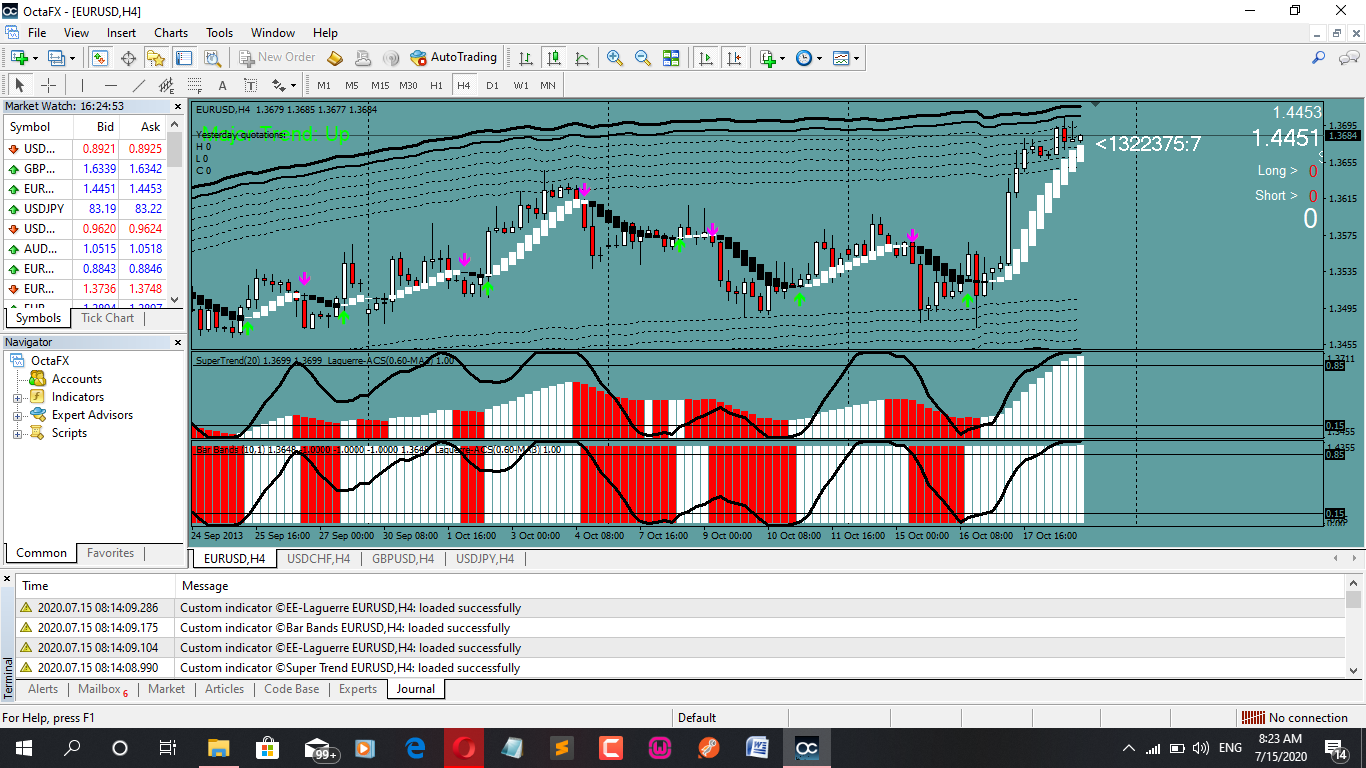 OctaFX - [EURUSD,H4]
File View Insert Charts Tools Window Help
New Order AutoTrading
A T M1 M5 M15 M30 H1 H4 D1 W1 MN
Market Watch: 16:24:53
Symbol Bid Ask
USD... 0.8921 0.8925
GBP... 1.6339 1.6342
EUR... 1.4451 1.4453
USDJPY 83.19 83.22
USD... 0.9620 0.9624
AUD... 1.0515 1.0518
EUR... 0.8843 0.8846
EUR... 1.3736 1.3748
Symbols Tick Chart
Navigator
OctaFX
Accounts
Indicators
Expert Advisors
Scripts
Common Favorites
EURUSD,H4 1.3679 1.3685 1.3677 1.3684
Major Trend: Up
Yesterday quotations:
H 0
L 0
C 0
<1322375:7
1.4453
1.4451
Long > 0
Short > 0
0
1.3695
1.3684
1.3655
1.3615
1.3575
1.3535
1.3495
1.3455
SuperTrend(20) 1.3699 1.3699 Laguerre-ACS(0.60-MA3) 1.00
1.3711
0.85
0.15
1.3455
Bar Bands (10,1) 1.3648 -1.0000 -1.0000 -1.0000 1.3648 Laguerre-ACS(0.60-MA3) 1.00
0.85
0.15
0.00
24 Sep 2013 25 Sep 16:00 27 Sep 00:00 30 Sep 08:00 1 Oct 16:00 3 Oct 00:00 4 Oct 08:00 7 Oct 16:00 9 Oct 00:00 10 Oct 08:00 11 Oct 16:00 15 Oct 00:00 16 Oct 08:00 17 Oct 16:00
EURUSD,H4 USDCHF,H4 GBPUSD,H4 USDJPY,H4
Time Message
2020.07.15 08:14:09.286 Custom indicator ©EE-Laguerre EURUSD,H4: loaded successfully
2020.07.15 08:14:09.175 Custom indicator ©Bar Bands EURUSD,H4: loaded successfully
2020.07.15 08:14:09.104 Custom indicator ©EE-Laguerre EURUSD,H4: loaded successfully
2020.07.15 08:14:08.990 Custom indicator ©Super Trend EURUSD,H4: loaded successfully
Terminal
Alerts Mailbox 6 Market Articles Code Base Experts Journal
For Help, press F1 Default No connection
99+ ENG 8:23 AM
7/15/2020 14